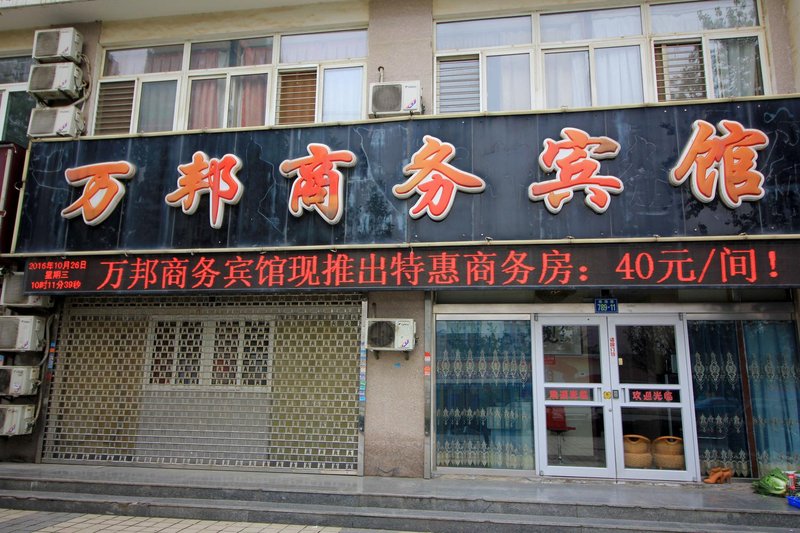 万邦商务宾馆
2016年10月26日
星期三
10时11分39秒
万邦商务宾馆现推出特惠商务房：40元/间！
789-11
欢迎光临
欢迎光临